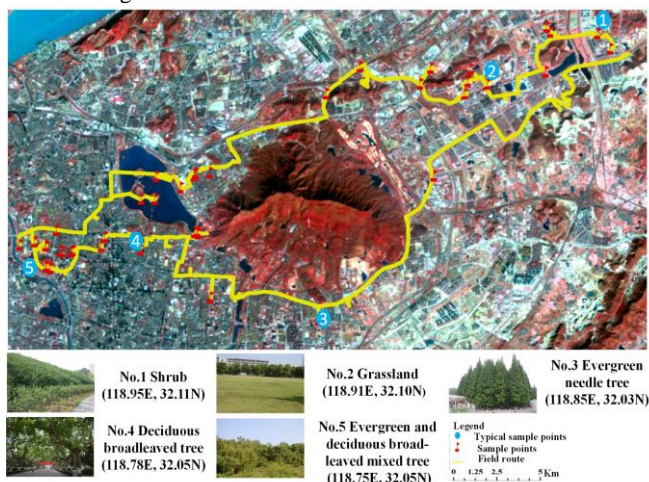 1
2
3
4
5
No.1 Shrub
(118.95E, 32.11N)
No.2 Grassland
(118.91E, 32.10N)
No.3 Evergreen
needle tree
(118.85E, 32.03N)
No.4 Deciduous
broadleaved tree
(118.78E, 32.05N)
No.5 Evergreen and
deciduous broad-
leaved mixed tree
(118.75E, 32.05N)
Legend
Typical sample points
Sample points
Field route
0 1.25 2.5 5 Km